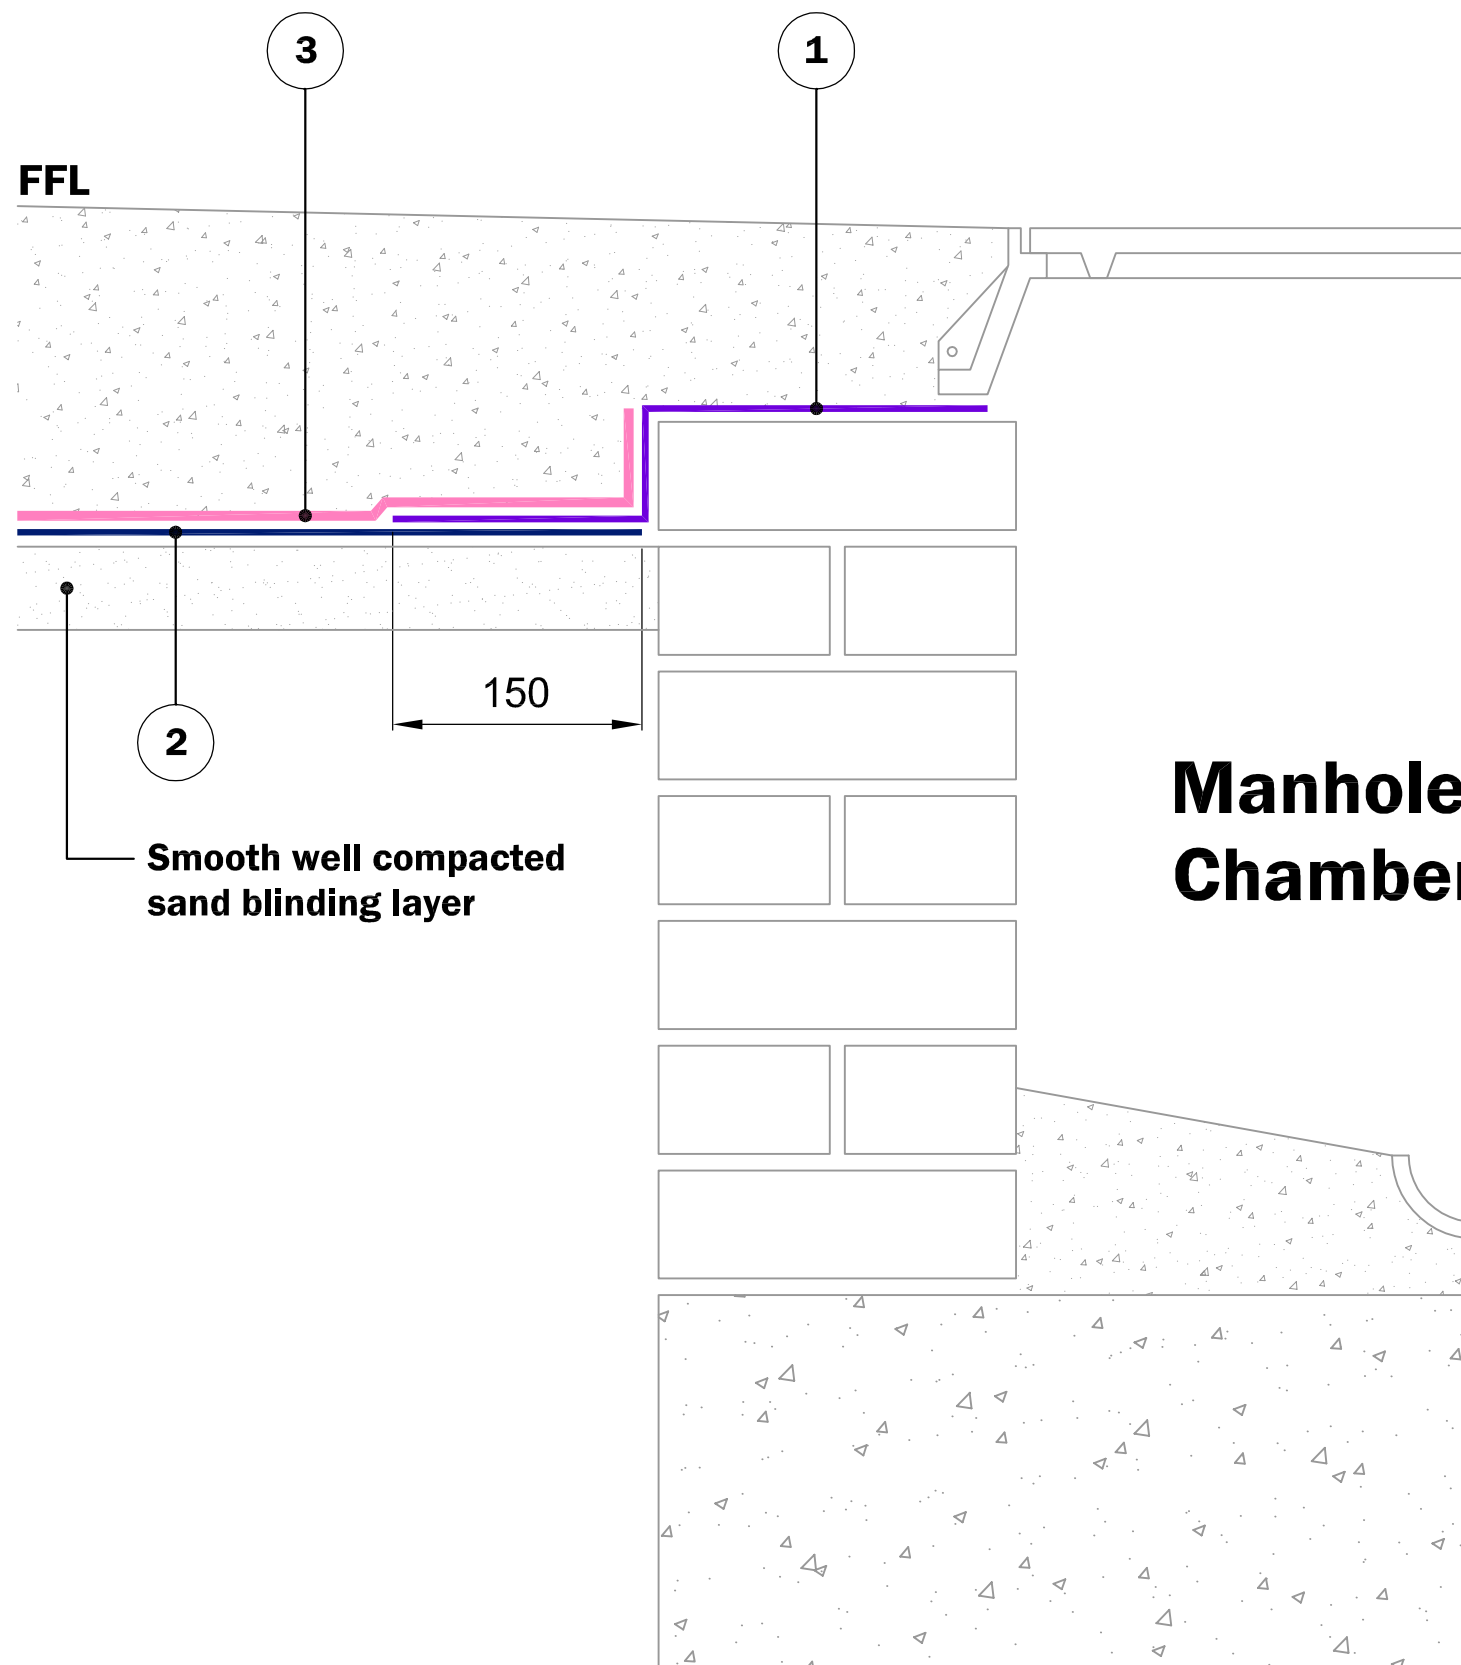 3
1
FFL
150
2
Smooth well compacted
sand blinding layer
Manhole
Chamber